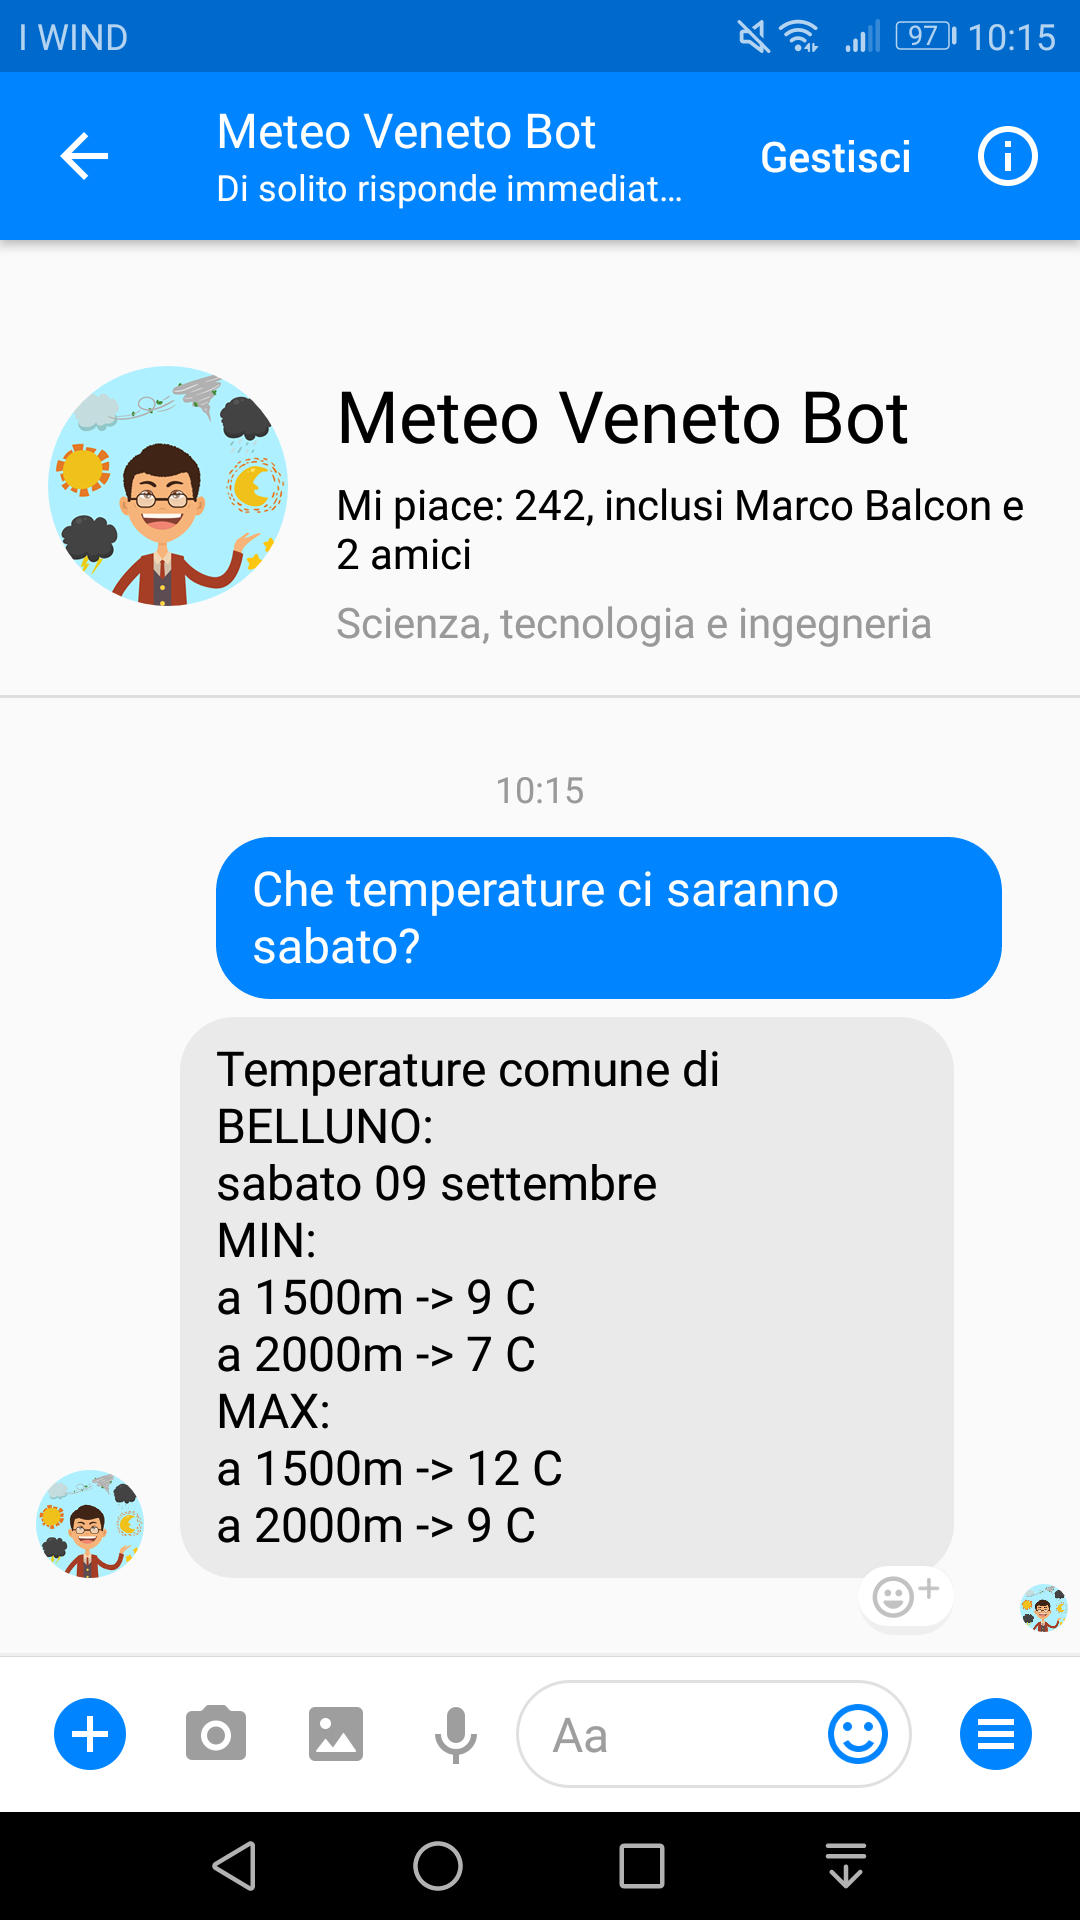 I WIND
97 10:15
Meteo Veneto Bot
Di solito risponde immediat...
Gestisci
Meteo Veneto Bot
Mi piace: 242, inclusi Marco Balcon e
2 amici
Scienza, tecnologia e ingegneria
10:15
Che temperature ci saranno
sabato?
Temperature comune di
BELLUNO:
sabato 09 settembre
MIN:
a 1500m -> 9 C
a 2000m -> 7 C
MAX:
a 1500m -> 12 C
a 2000m -> 9 C
Aa